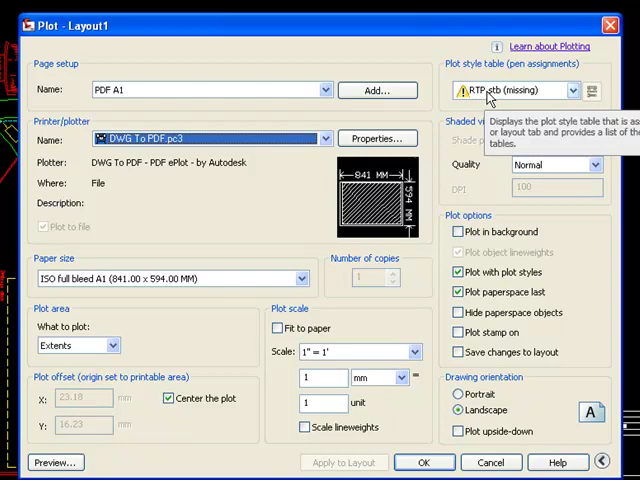 Plot - Layout1
Learn about Plotting
Page setup
Name:
PDF A1
Add...
Plot style table (pen assignments)
RTP.stb (missing)
Displays the plot style table that is as
or layout tab and provides a list of the
tables.
Printer/plotter
Name:
DWG To PDF.pc3
Properties...
Plotter:
DWG To PDF - PDF ePlot - by Autodesk
Where:
File
Description:
Plot to file
841 MM
594 MM
Shaded vi
Shade p
Quality
Normal
DPI
100
Paper size
ISO full bleed A1 (841.00 x 594.00 MM)
Number of copies
1
Plot options
Plot in background
Plot object lineweights
Plot with plot styles
Plot paperspace last
Hide paperspace objects
Plot stamp on
Save changes to layout
Plot area
What to plot:
Extents
Plot scale
Fit to paper
Scale:
1" = 1'
1
mm
=
1
unit
Scale lineweights
Plot offset (origin set to printable area)
X:
23.18
mm
Center the plot
Y:
16.23
mm
Drawing orientation
Portrait
Landscape
Plot upside-down
A
Preview...
Apply to Layout
OK
Cancel
Help